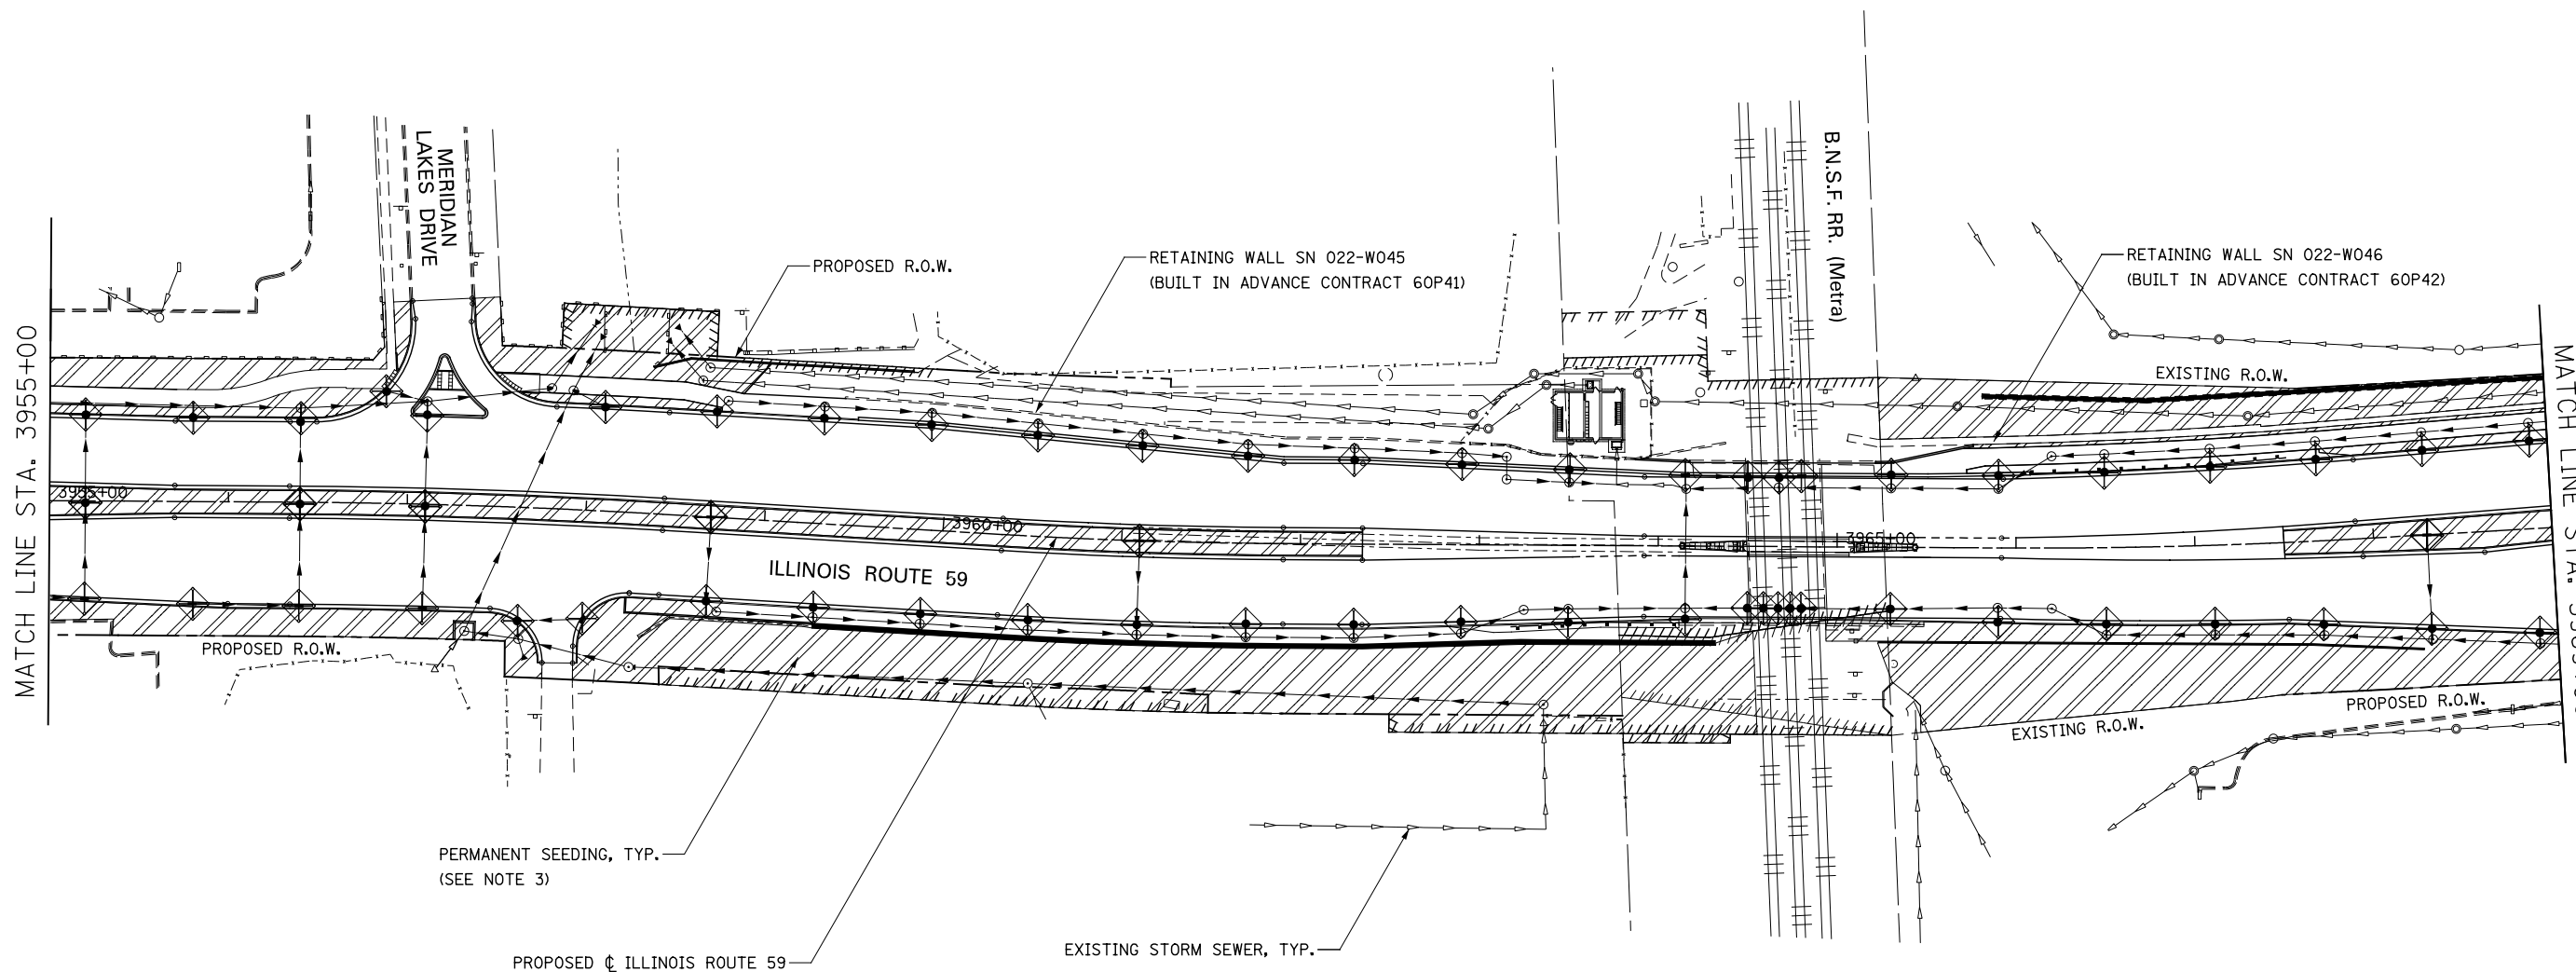 MERIDIAN
LAKES DRIVE
B.N.S.F. RR. (Metra)
PROPOSED R.O.W.
RETAINING WALL SN 022-W045
(BUILT IN ADVANCE CONTRACT 60P41)
RETAINING WALL SN 022-W046
(BUILT IN ADVANCE CONTRACT 60P42)
MATCH LINE STA. 3955+00
EXISTING R.O.W.
MATCH LINE STA.
3955+00
3960+00
3965+00
ILLINOIS ROUTE 59
PROPOSED R.O.W.
PROPOSED R.O.W.
EXISTING R.O.W.
PERMANENT SEEDING, TYP.
(SEE NOTE 3)
EXISTING STORM SEWER, TYP.
PROPOSED ℄ ILLINOIS ROUTE 59